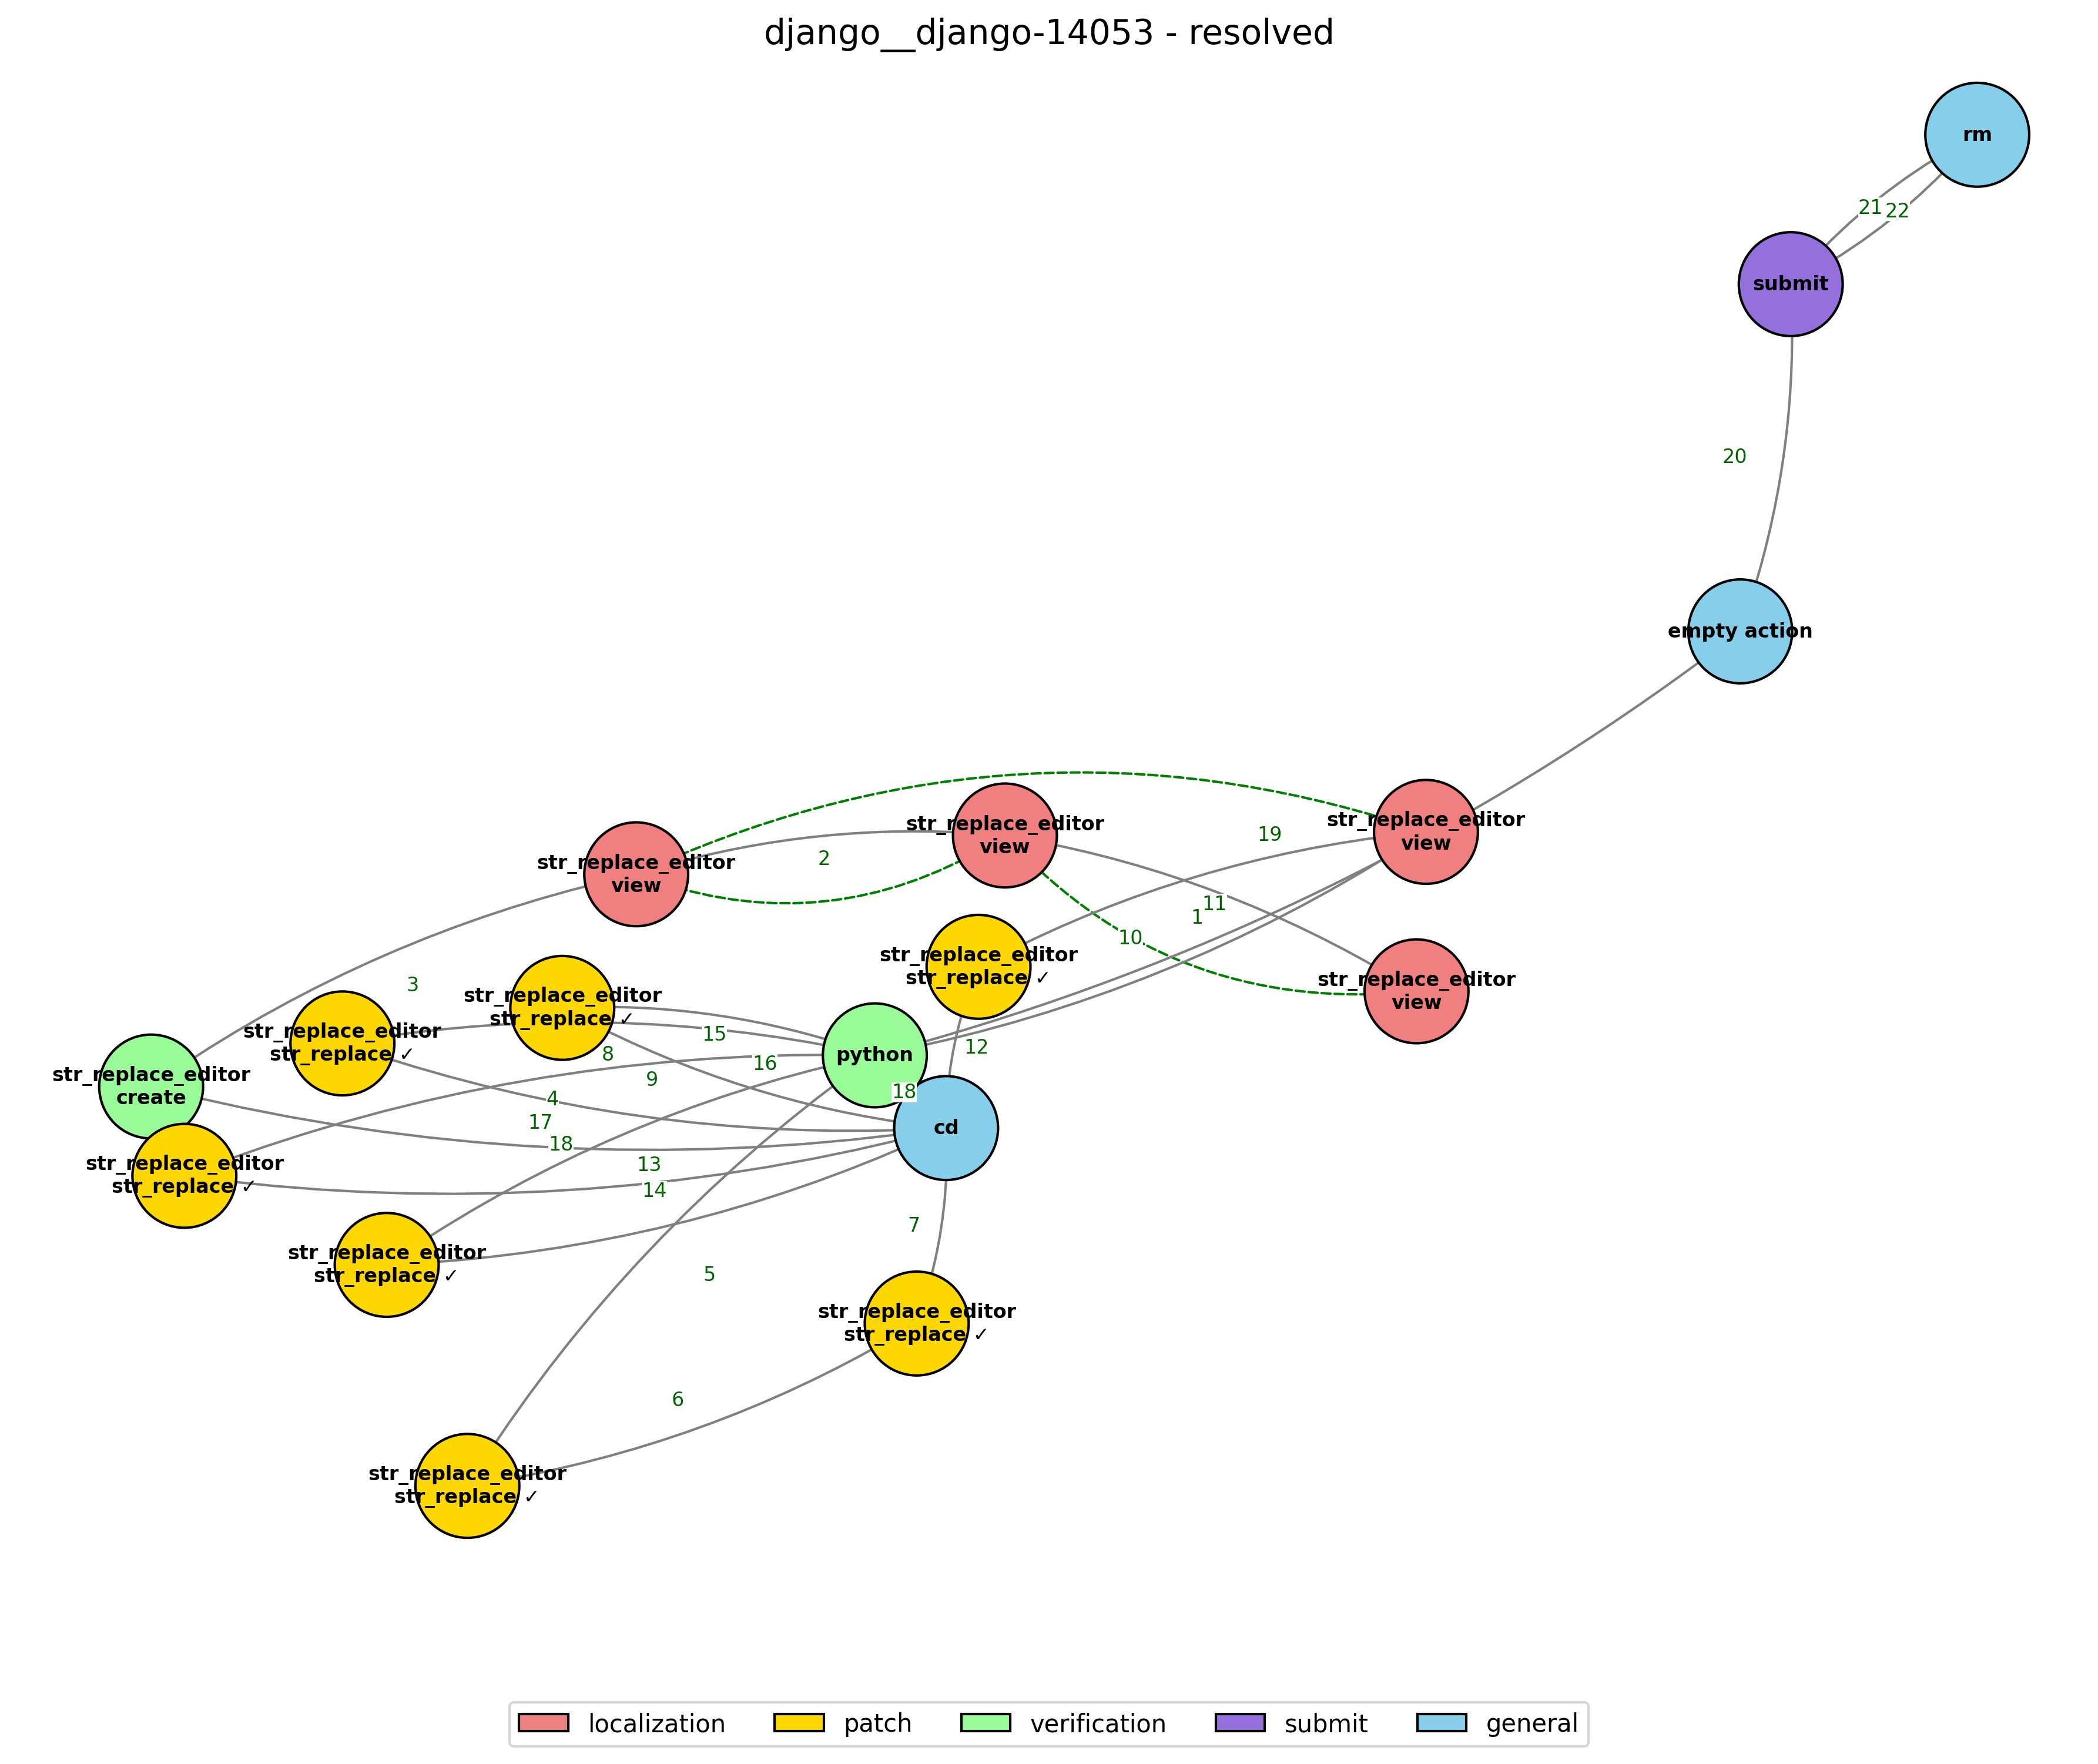 django__django-14053 - resolved
rm
21
22
submit
20
empty action
str_replace_editor
view
str_replace_editor
view
str_replace_editor
view
2
19
11
1
10
str_replace_editor
view
str_replace_editor
str_replace ✓
3
str_replace_editor
str_replace ✓
str_replace_editor
str_replace ✓
15
8
16
9
python
12
18
str_replace_editor
create
4
17
18
cd
13
14
str_replace_editor
str_replace ✓
7
str_replace_editor
str_replace ✓
5
str_replace_editor
str_replace ✓
6
str_replace_editor
str_replace ✓
localization
patch
verification
submit
general